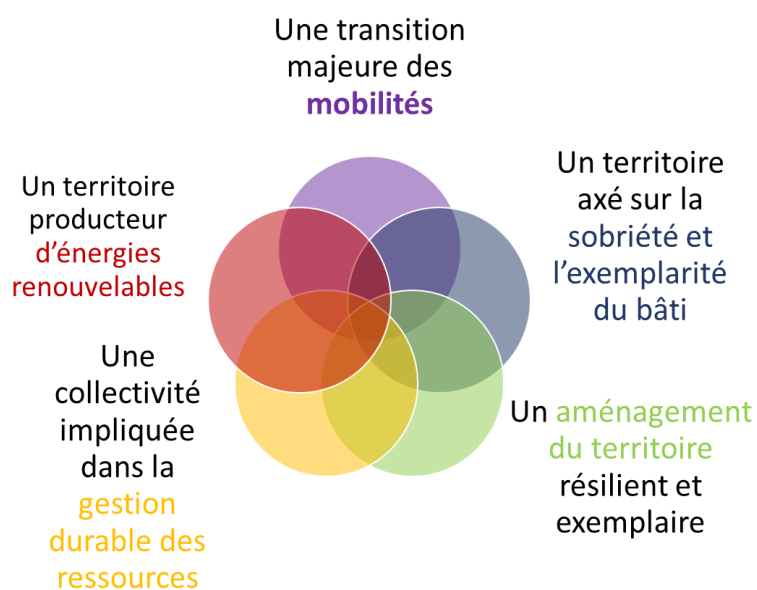 Une transition
majeure des
mobilités
Un territoire
axé sur la
sobriété et
l’exemplarité
du bâti
Un aménagement
du territoire
résilient et
exemplaire
Une
collectivité
impliquée
dans la
gestion
durable des
ressources
Un territoire
producteur
d’énergies
renouvelables